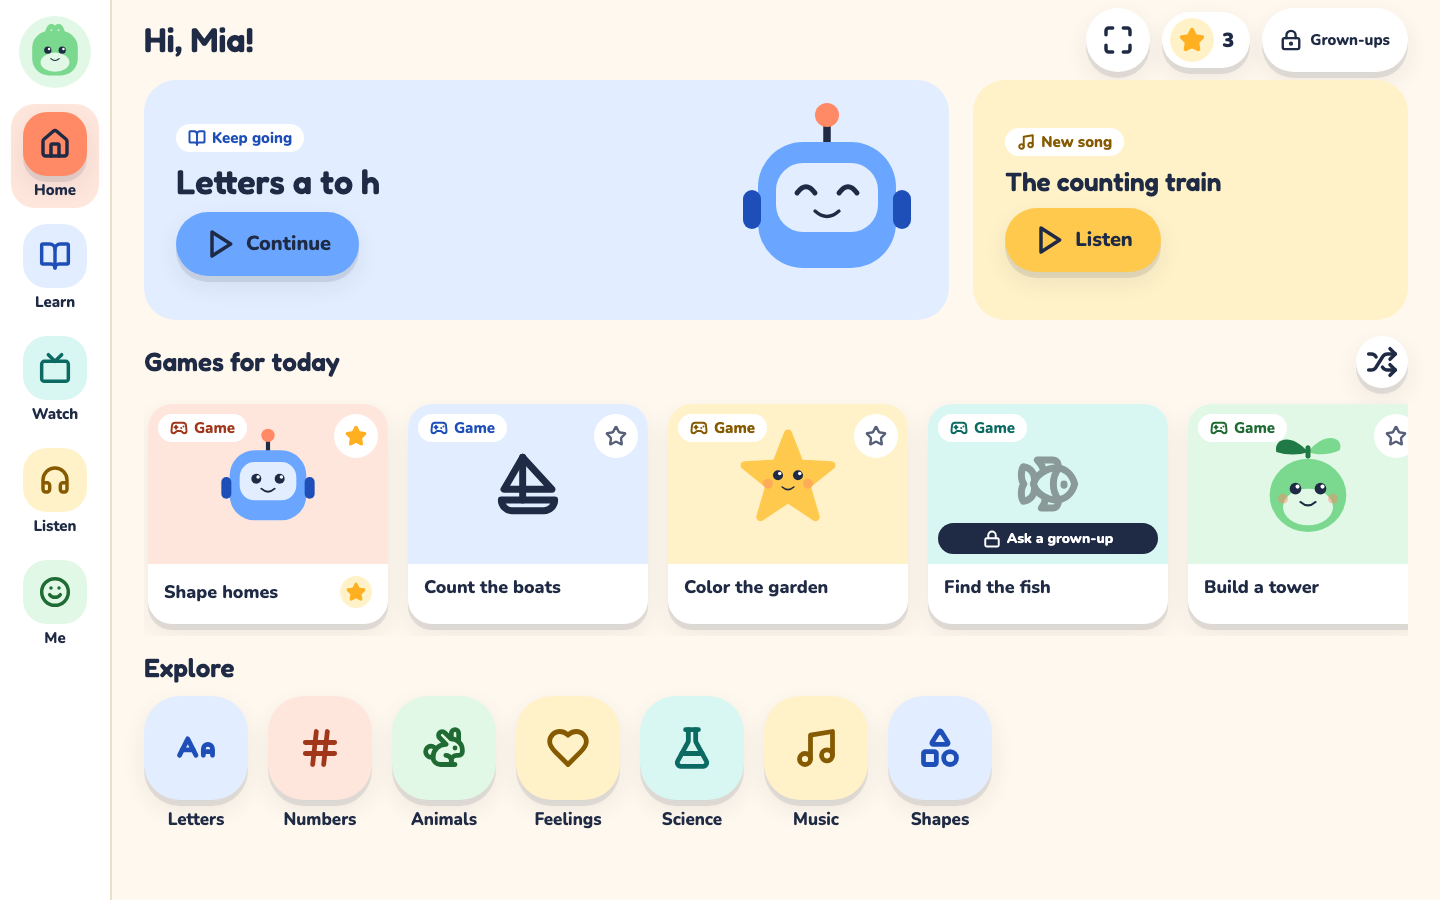 Hi, Mia!
3
Grown-ups
Home
Learn
Watch
Listen
Me
Keep going
Letters a to h
Continue
New song
The counting train
Listen
Games for today
Game
Shape homes
Game
Count the boats
Game
Color the garden
Game
Ask a grown-up
Find the fish
Game
Build a tower
Explore
Aa
Letters
Numbers
Animals
Feelings
Science
Music
Shapes